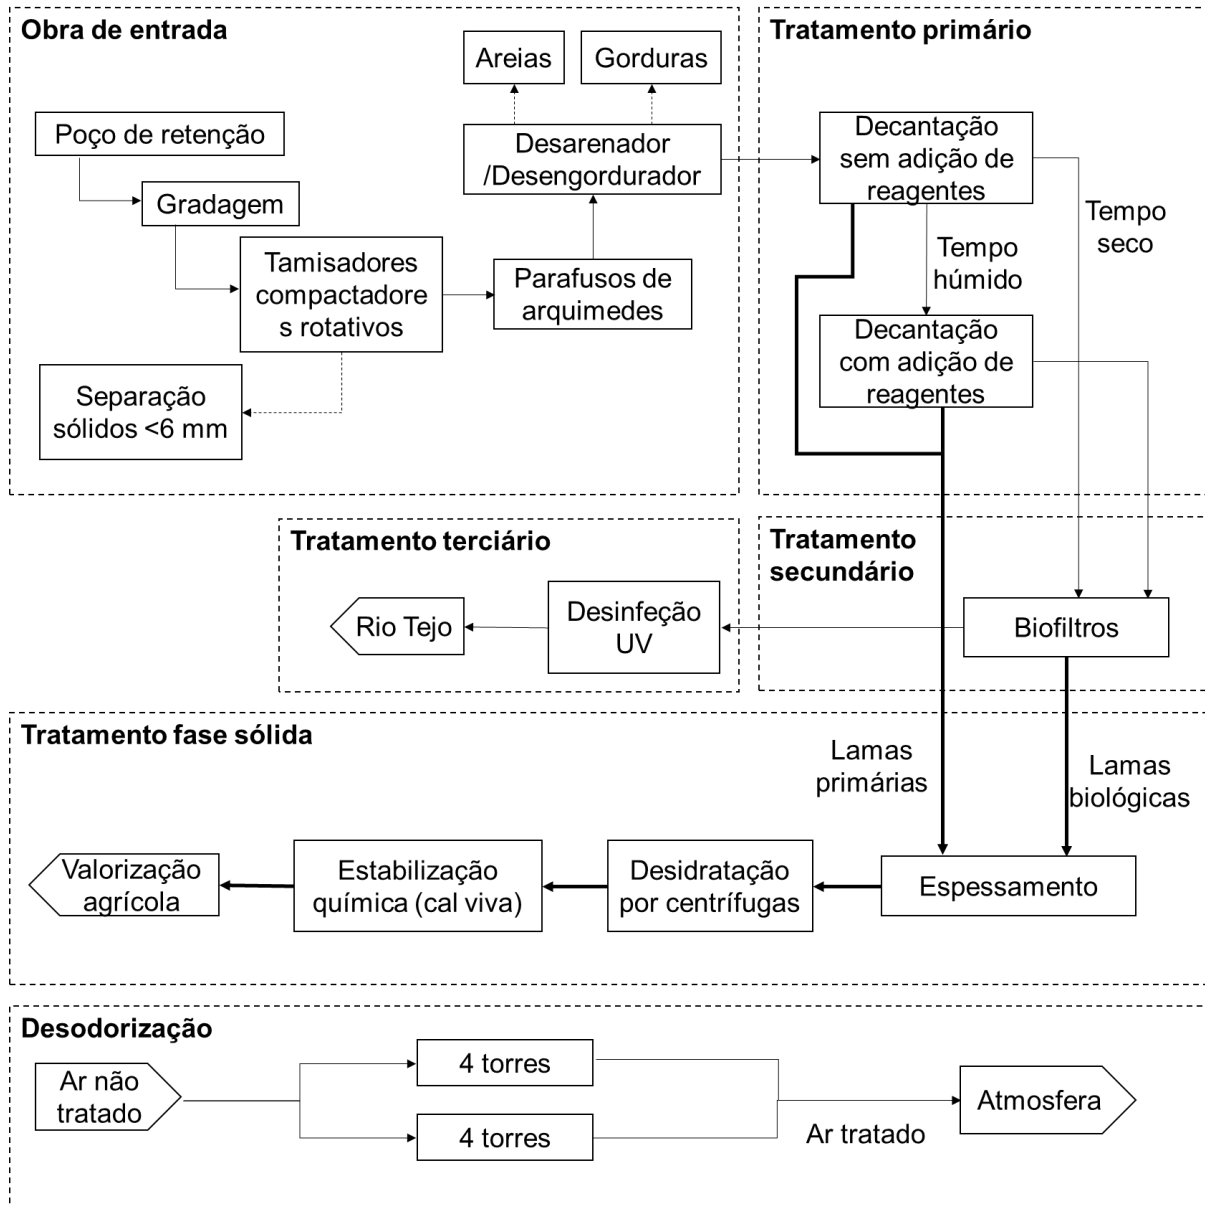 Obra de entrada
Poço de retenção
Gradagem
Tamisadores
compactadore
s rotativos
Separação
sólidos <6 mm
Parafusos de
arquimedes
Desarenador
/Desengordurador
Areias
Gorduras
Tratamento primário
Decantação
sem adição de
reagentes
Tempo
seco
Tempo
húmido
Decantação
com adição de
reagentes
Tratamento
secundário
Biofiltros
Tratamento terciário
Desinfeção
UV
Rio Tejo
Tratamento fase sólida
Lamas
primárias
Lamas
biológicas
Espessamento
Desidratação
por centrífugas
Estabilização
química (cal viva)
Valorização
agrícola
Desodorização
Ar não
tratado
4 torres
4 torres
Ar tratado
Atmosfera